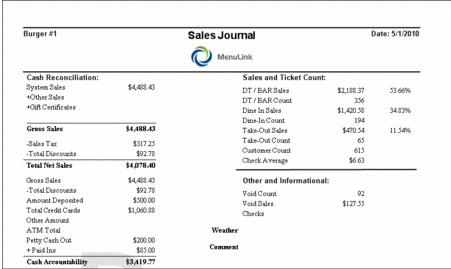 Burger #1
Sales Journal
Date: 5/1/2010
MenuLink
Cash Reconciliation:
System Sales $4,488.43
+Other Sales
+Gift Certificates
Gross Sales $4,488.43
-Sales Tax $317.25
-Total Discounts $92.78
Total Net Sales $4,078.40
Gross Sales $4,488.43
-Total Discounts $92.78
Amount Deposited $500.00
Total Credit Cards $1,060.88
Other Amount
ATM Total
Petty Cash Out $200.00
+ Paid Ins $85.00
Cash Accountability $3,419.77
Sales and Ticket Count:
DT / BAR Sales $2,188.37 53.66%
DT / BAR Count 356
Dine In Sales $1,420.58 34.83%
Dine-In Count 194
Take-Out Sales $470.54 11.54%
Take-Out Count 65
Customer Count 615
Check Average $6.63
Other and Informational:
Void Count 92
Void Sales $127.55
Checks
Weather
Comment